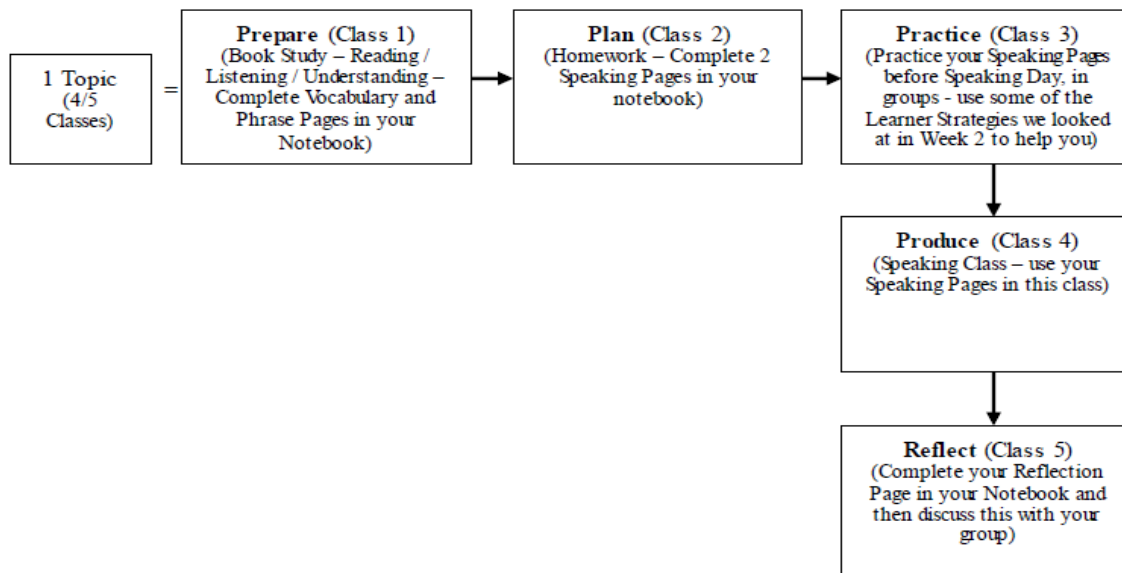 1 Topic
(4/5
Classes)
=
Prepare (Class 1)
(Book Study – Reading /
Listening / Understanding –
Complete Vocabulary and
Phrase Pages in your
Notebook)
Plan (Class 2)
(Homework – Complete 2
Speaking Pages in your
notebook)
Practice (Class 3)
(Practice your Speaking Pages
before Speaking Day, in
groups - use some of the
Learner Strategies we looked
at in Week 2 to help you)
Produce (Class 4)
(Speaking Class – use your
Speaking Pages in this class)
Reflect (Class 5)
(Complete your Reflection
Page in your Notebook and
then discuss this with your
group)